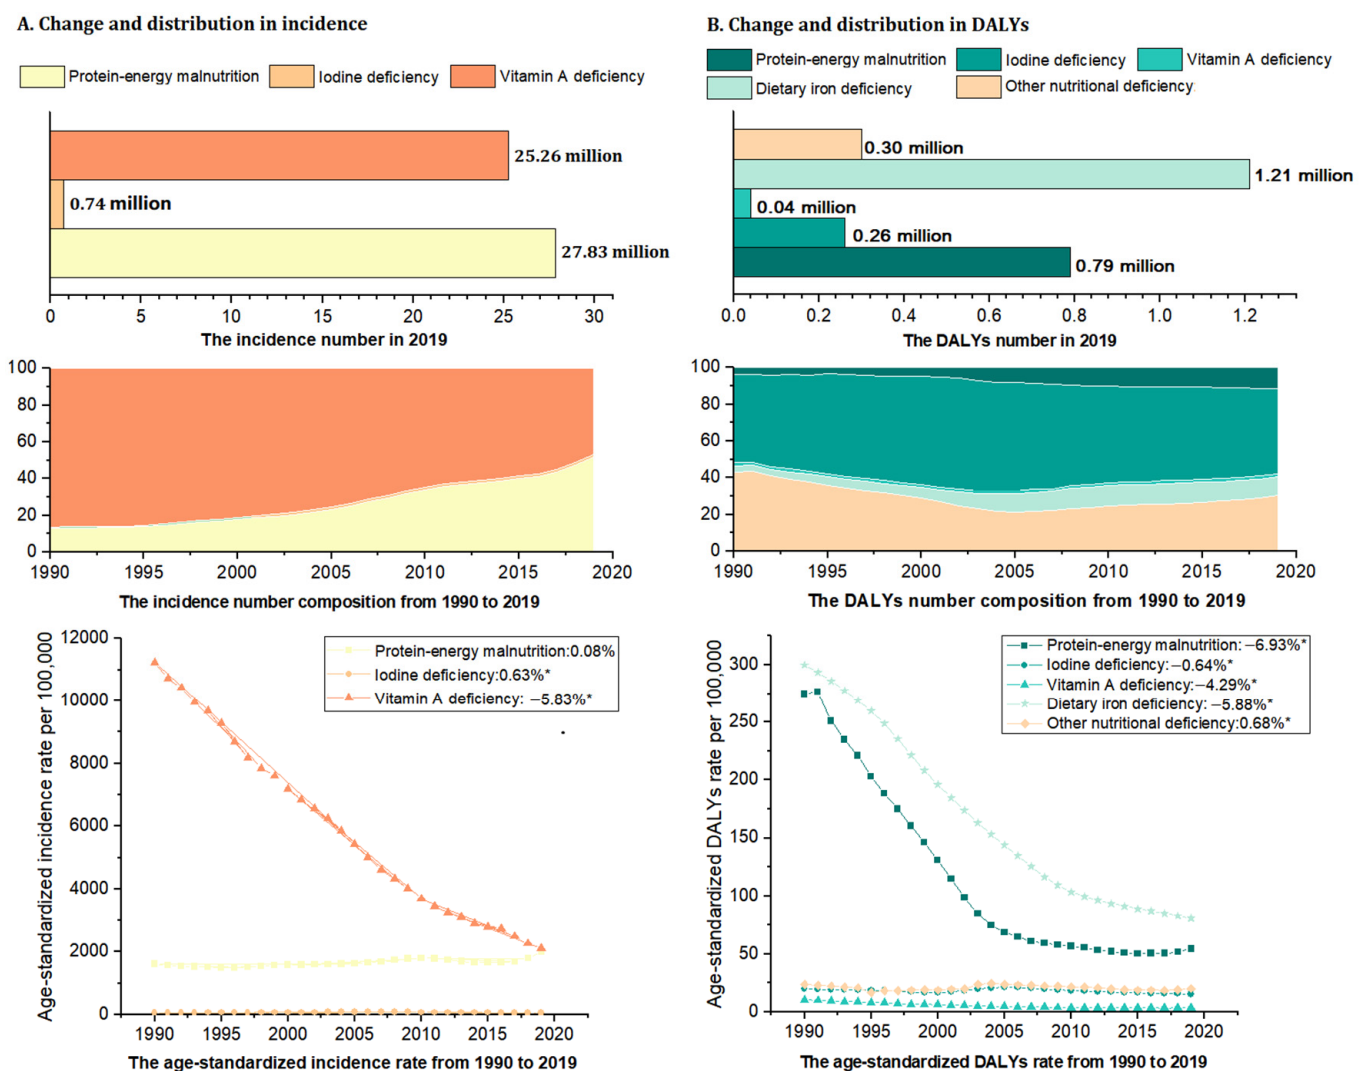 A. Change and distribution in incidence
Protein-energy malnutrition
Iodine deficiency
Vitamin A deficiency
25.26 million
0.74 million
27.83 million
0 5 10 15 20 25 30
The incidence number in 2019
100
80
60
40
20
0
1990 1995 2000 2005 2010 2015 2020
The incidence number composition from 1990 to 2019
Age-standardized incidence rate per 100,000
12000
10000
8000
6000
4000
2000
0
Protein-energy malnutrition:0.08%
Iodine deficiency:0.63%*
Vitamin A deficiency: −5.83%*
1990 1995 2000 2005 2010 2015 2020
The age-standardized incidence rate from 1990 to 2019
B. Change and distribution in DALYs
Protein-energy malnutrition
Iodine deficiency
Vitamin A deficiency
Dietary iron deficiency
Other nutritional deficiency
0.30 million
1.21 million
0.04 million
0.26 million
0.79 million
0.0 0.2 0.4 0.6 0.8 1.0 1.2
The DALYs number in 2019
100
80
60
40
20
0
1990 1995 2000 2005 2010 2015 2020
The DALYs number composition from 1990 to 2019
Age-standardized DALYs rate per 100,000
300
250
200
150
100
50
0
Protein-energy malnutrition:−6.93%*
Iodine deficiency:−0.64%*
Vitamin A deficiency:−4.29%*
Dietary iron deficiency: −5.88%*
Other nutritional deficiency:0.68%*
1990 1995 2000 2005 2010 2015 2020
The age-standardized DALYs rate from 1990 to 2019